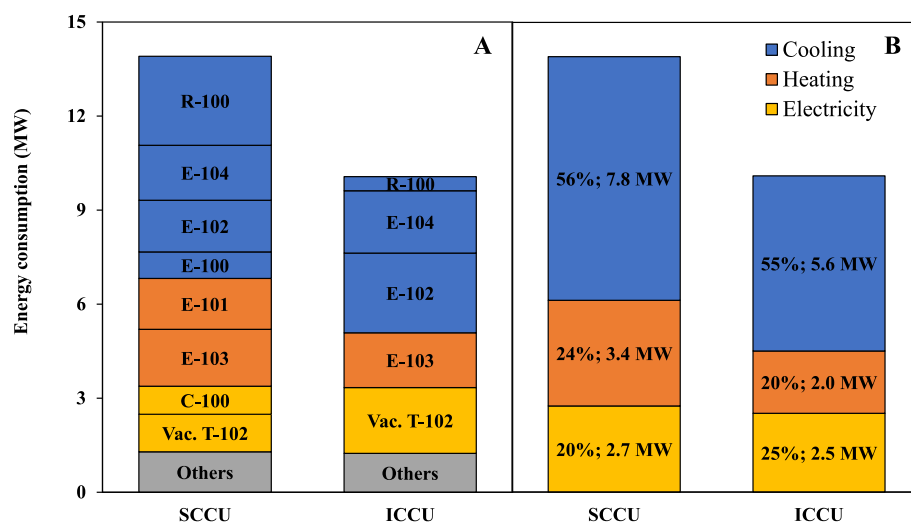 Energy consumption (MW)
15
12
9
6
3
0
A
R-100
E-104
E-102
E-100
E-101
E-103
C-100
Vac. T-102
Others
SCCU
R-100
E-104
E-102
E-103
Vac. T-102
Others
ICCU
B
Cooling
Heating
Electricity
56%; 7.8 MW
24%; 3.4 MW
20%; 2.7 MW
SCCU
55%; 5.6 MW
20%; 2.0 MW
25%; 2.5 MW
ICCU